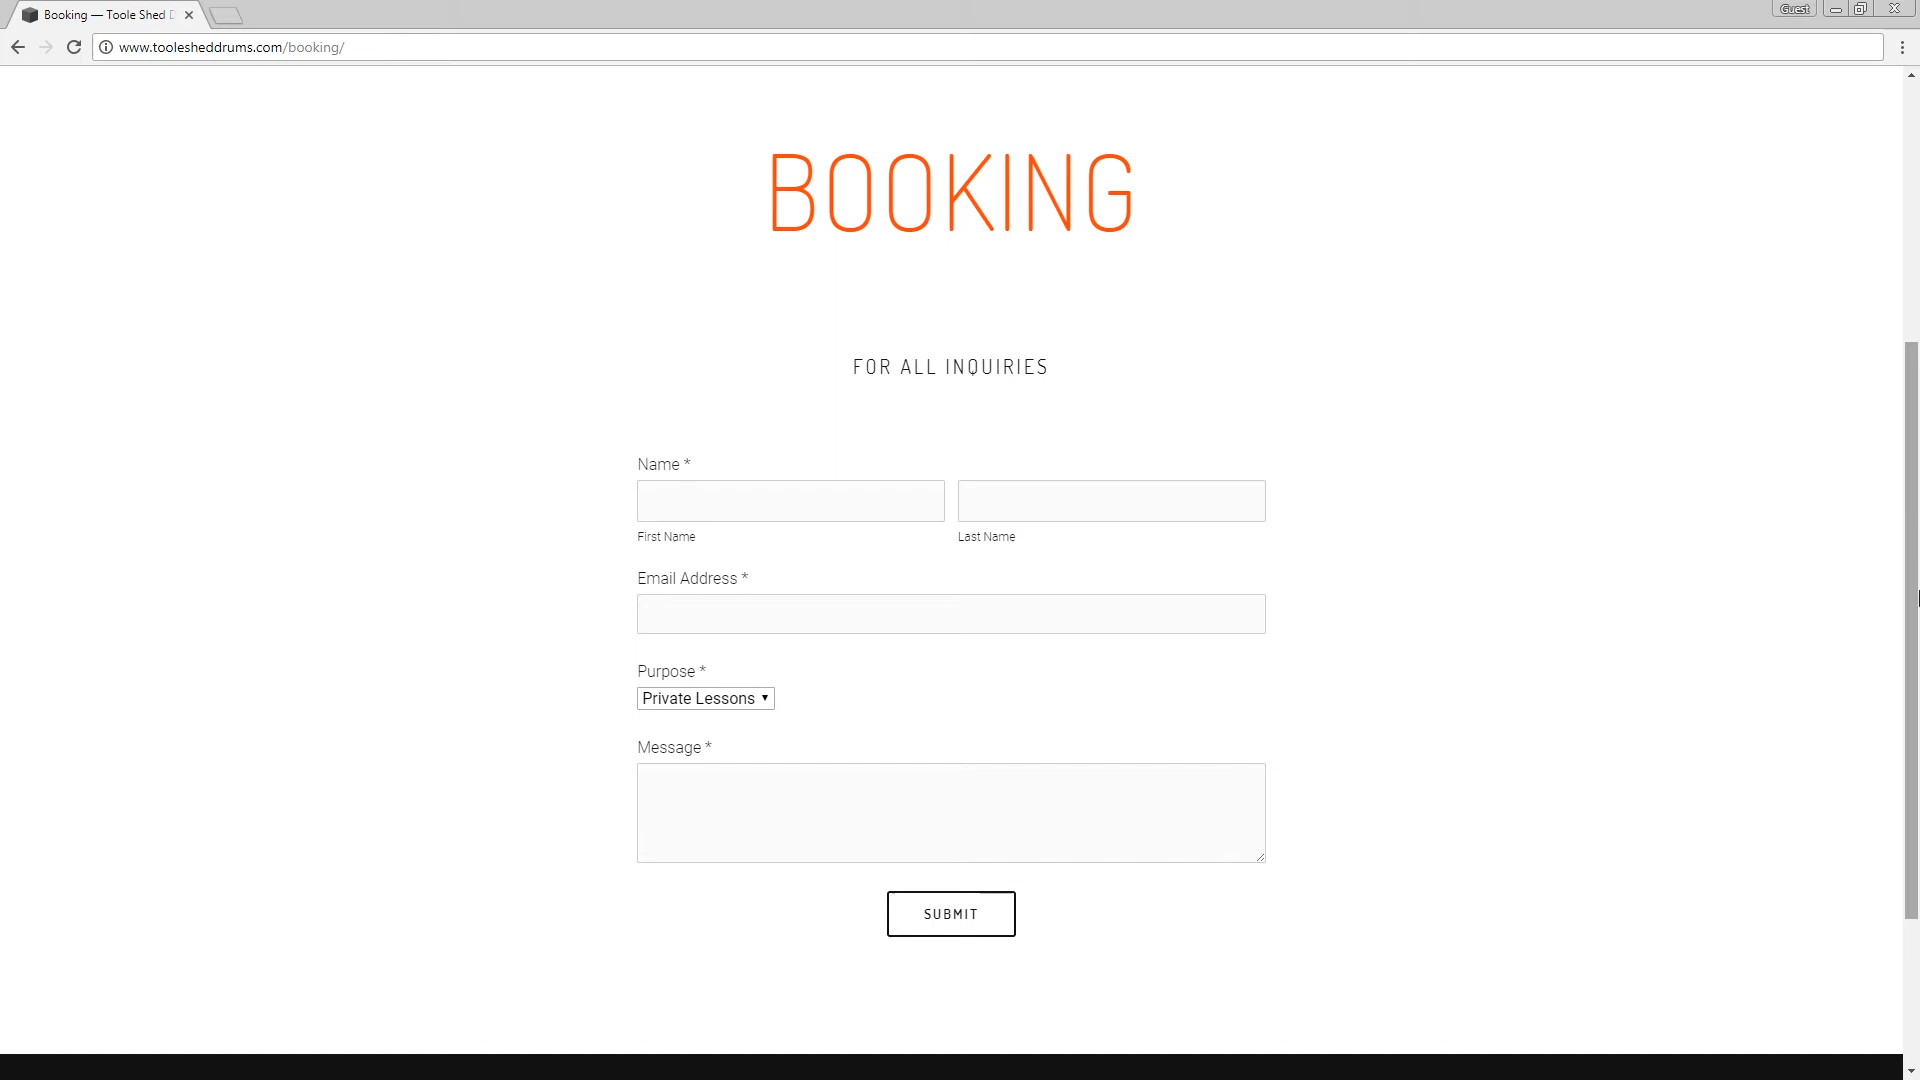 Booking — Toole Shed D
Guest
www.toolesheddrums.com/booking/
BOOKING
FOR ALL INQUIRIES
Name *
First Name
Last Name
Email Address *
Purpose *
Private Lessons
Message *
SUBMIT